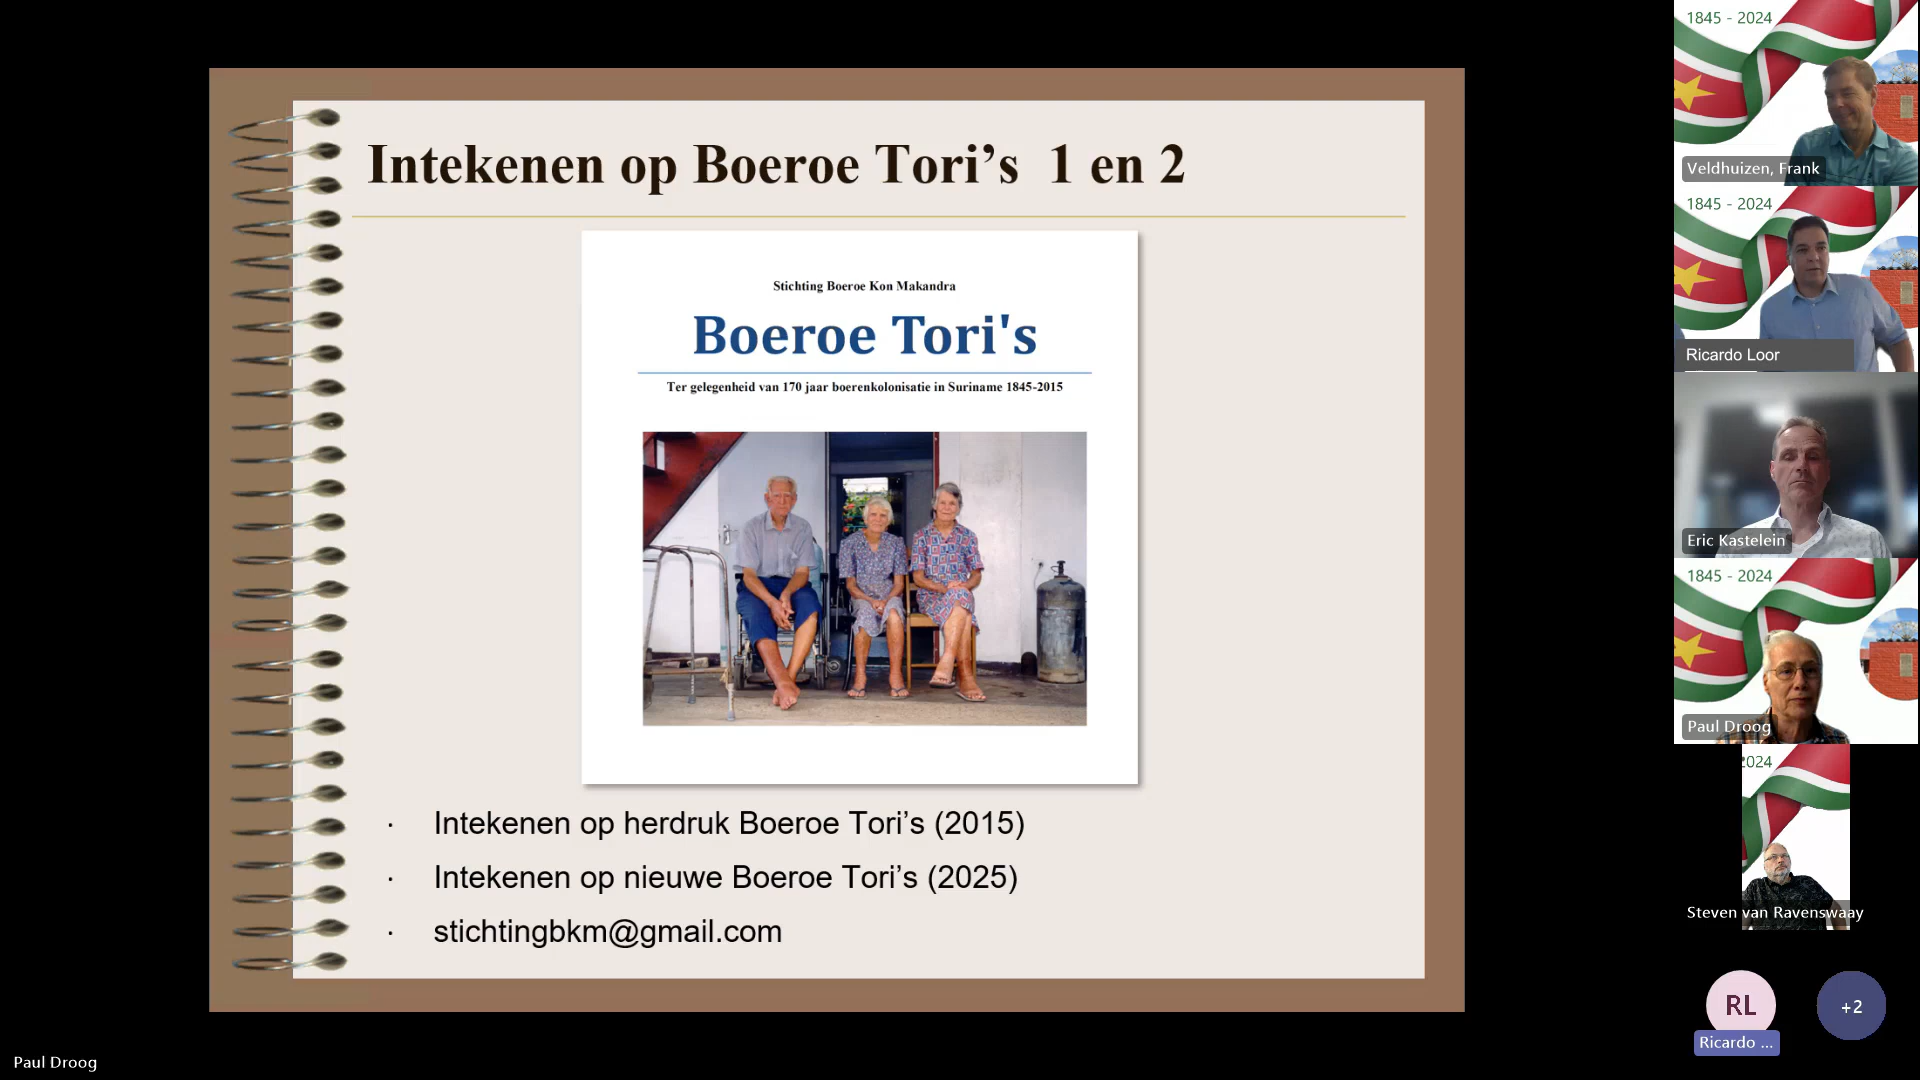 Intekenen op Boeroe Tori’s 1 en 2
Stichting Boeroe Kon Makandra
Boeroe Tori's
Ter gelegenheid van 170 jaar boerenkolonisatie in Suriname 1845-2015
· Intekenen op herdruk Boeroe Tori’s (2015)
· Intekenen op nieuwe Boeroe Tori’s (2025)
· stichtingbkm@gmail.com
Paul Droog
1845 - 2024
Veldhuizen, Frank
1845 - 2024
Ricardo Loor
Eric Kastelein
1845 - 2024
Paul Droog
2024
Steven van Ravenswaay
RL
+2
Ricardo ...